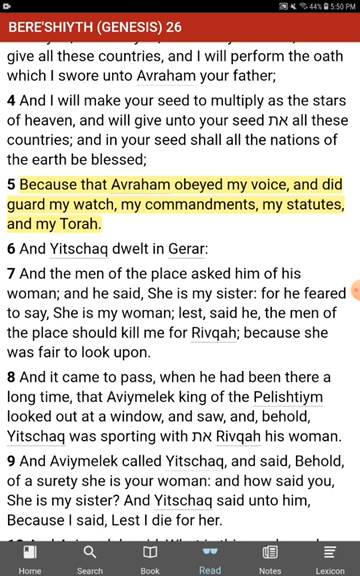 44% 5:50 PM
BERE'SHIYTH (GENESIS) 26
give all these countries, and I will perform the oath
which I swore unto Avraham your father;
4 And I will make your seed to multiply as the stars
of heaven, and will give unto your seed את all these
countries; and in your seed shall all the nations of
the earth be blessed;
5 Because that Avraham obeyed my voice, and did
guard my watch, my commandments, my statutes,
and my Torah.
6 And Yitschaq dwelt in Gerar:
7 And the men of the place asked him of his
woman; and he said, She is my sister: for he feared
to say, She is my woman; lest, said he, the men of
the place should kill me for Rivqah; because she
was fair to look upon.
8 And it came to pass, when he had been there a
long time, that Aviymelek king of the Pelishtiym
looked out at a window, and saw, and, behold,
Yitschaq was sporting with את Rivqah his woman.
9 And Aviymelek called Yitschaq, and said, Behold,
of a surety she is your woman: and how said you,
She is my sister? And Yitschaq said unto him,
Because I said, Lest I die for her.
Home Search Book Read Notes Lexicon